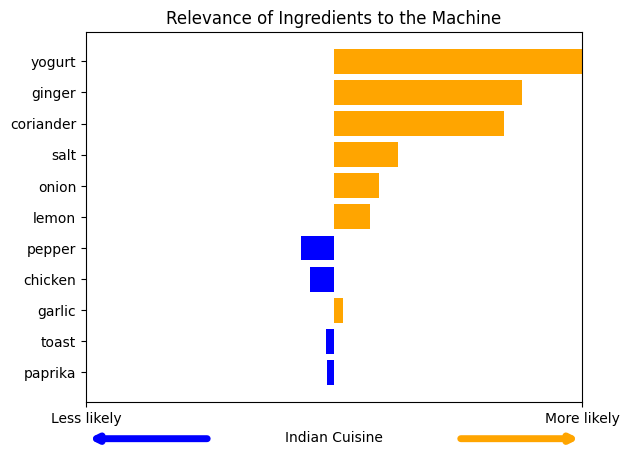 Relevance of Ingredients to the Machine
yogurt
ginger
coriander
salt
onion
lemon
pepper
chicken
garlic
toast
paprika
Less likely
More likely
Indian Cuisine